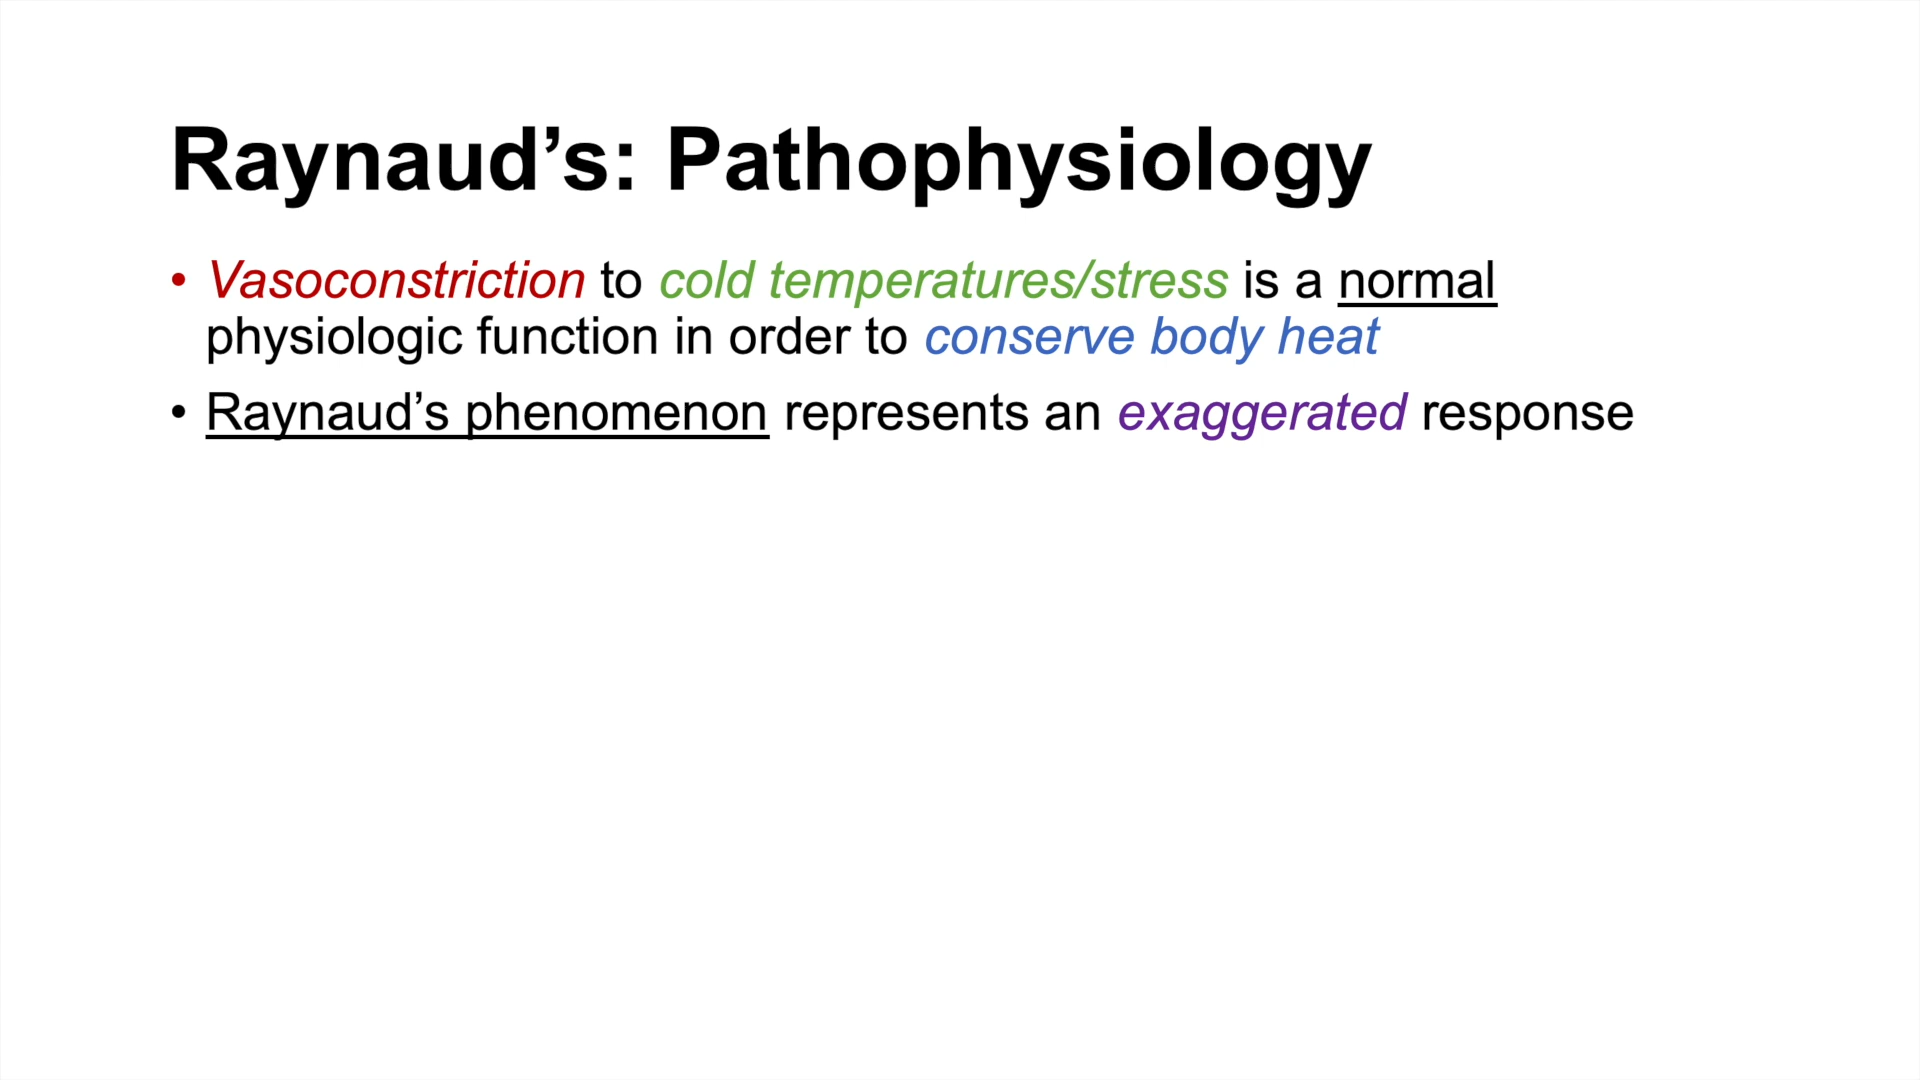 Raynaud’s: Pathophysiology
• Vasoconstriction to cold temperatures/stress is a normal
physiologic function in order to conserve body heat
• Raynaud’s phenomenon represents an exaggerated response